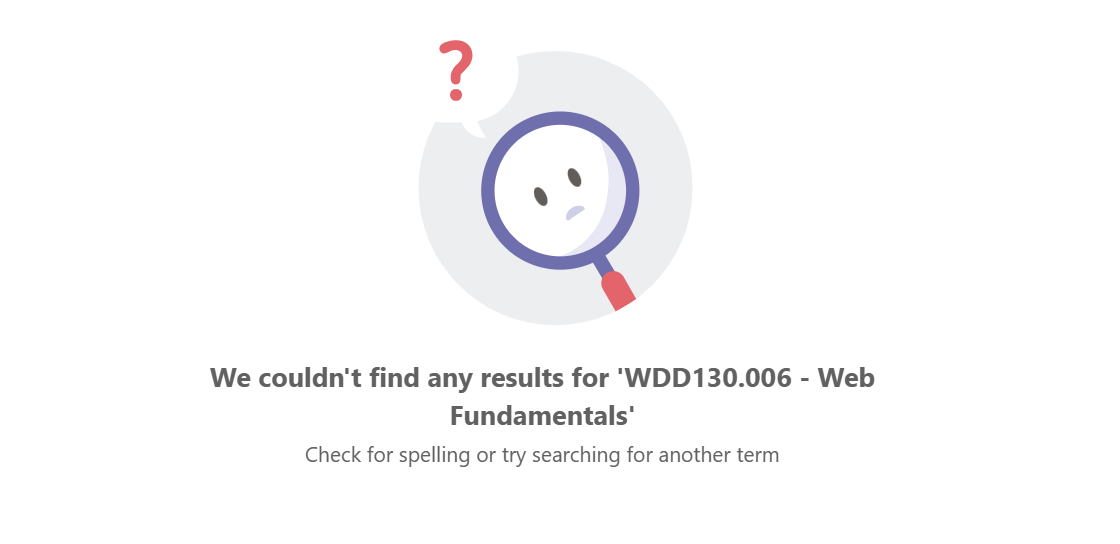 ?
We couldn't find any results for 'WDD130.006 - Web
Fundamentals'
Check for spelling or try searching for another term